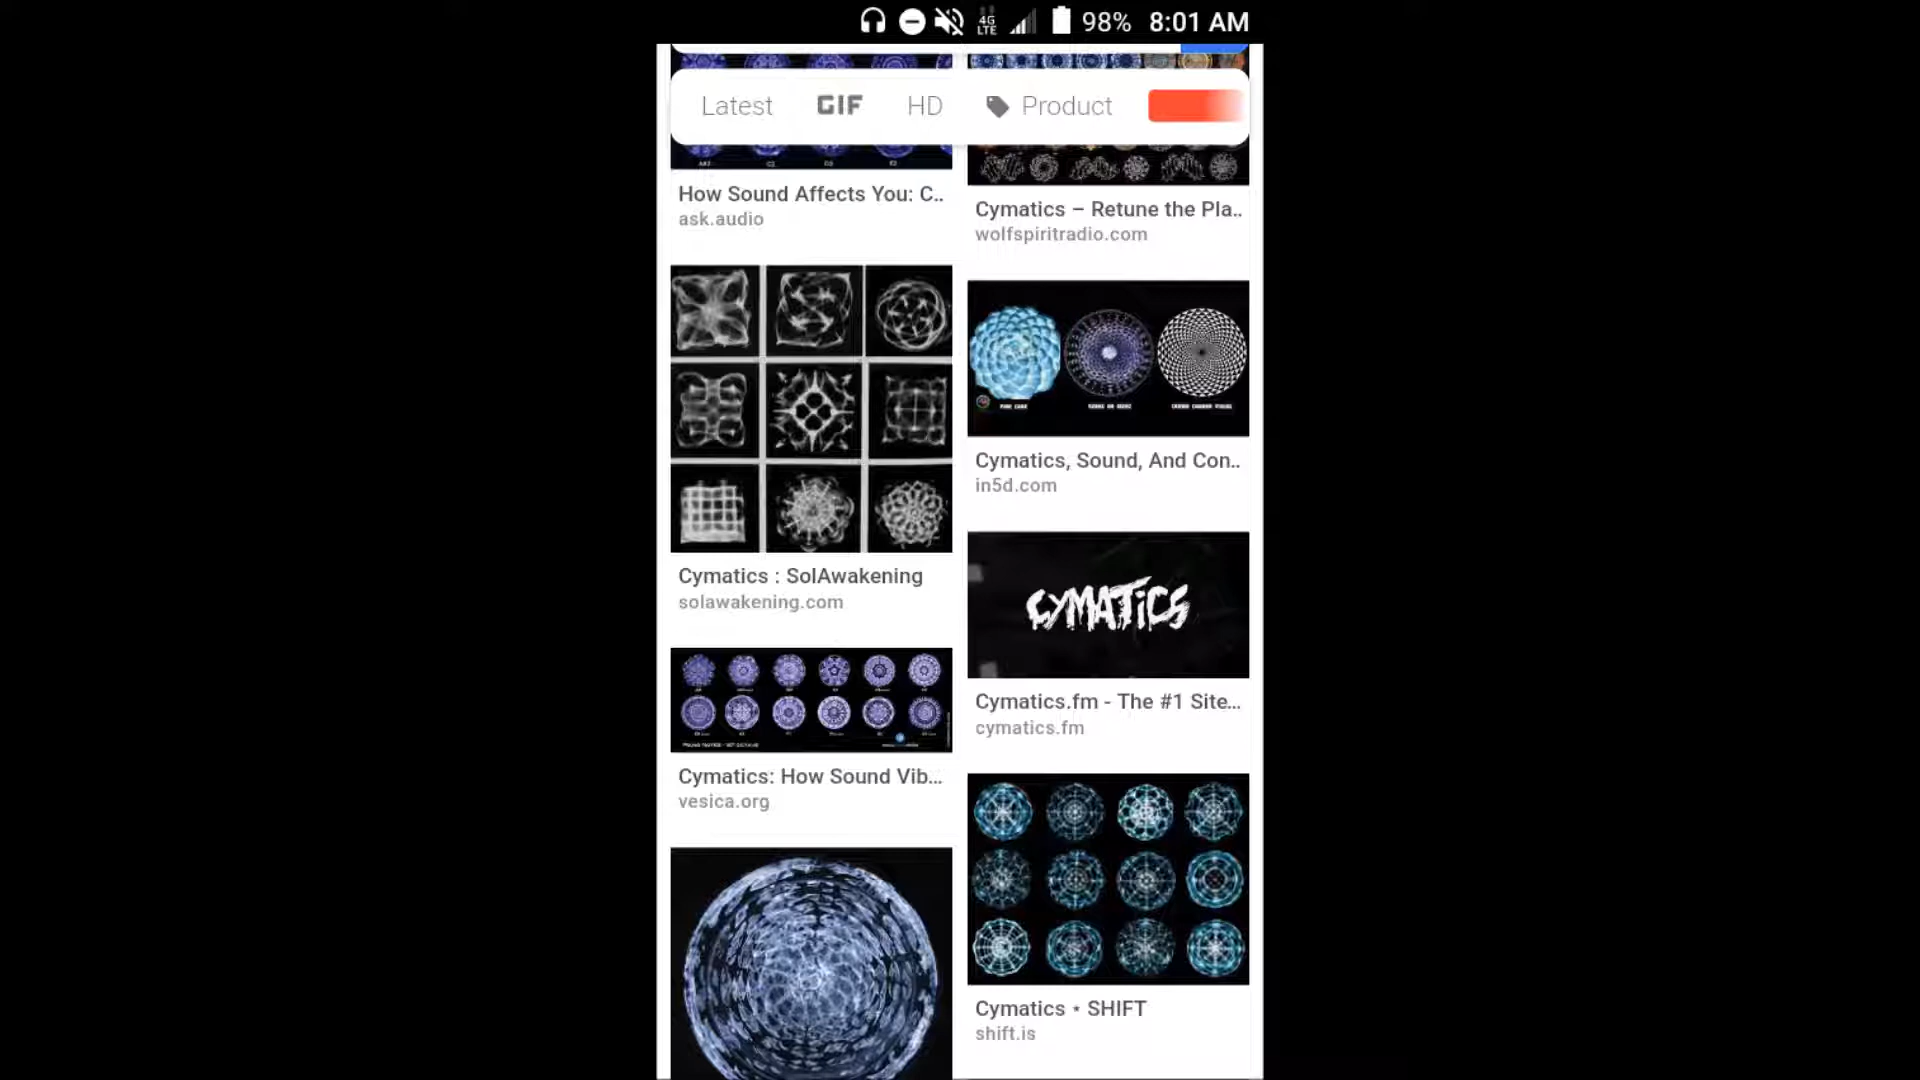 4G
LTE
98% 8:01 AM
Latest GIF HD Product
How Sound Affects You: C..
ask.audio
Cymatics – Retune the Pla..
wolfspiritradio.com
Cymatics, Sound, And Con..
in5d.com
Cymatics : SolAwakening
solawakening.com
CYMATICS
Cymatics.fm - The #1 Site...
cymatics.fm
Cymatics: How Sound Vib...
vesica.org
Cymatics ⋆ SHIFT
shift.is